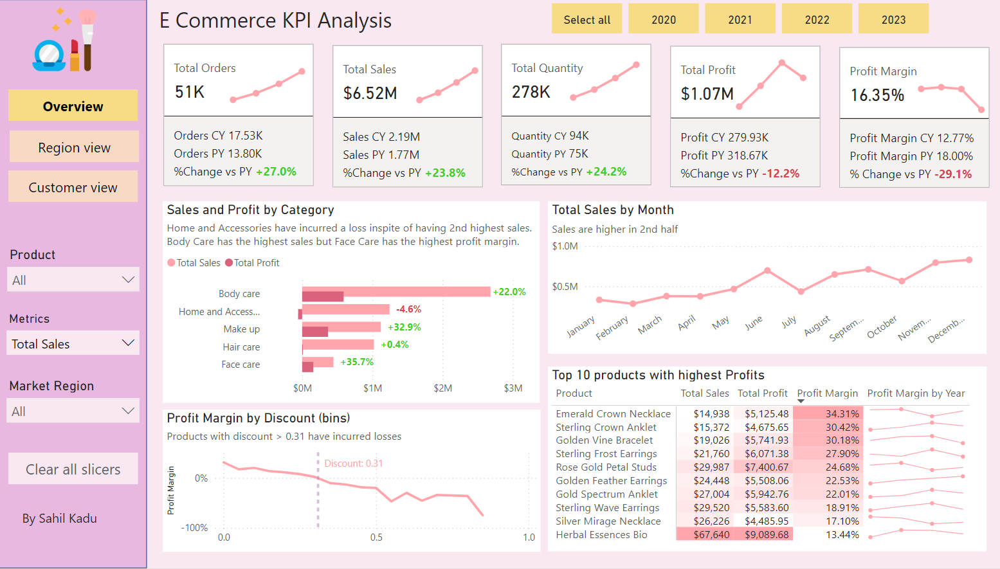 E Commerce KPI Analysis
Select all
2020
2021
2022
2023
Overview
Region view
Customer view
Product
All
Metrics
Total Sales
Market Region
All
Clear all slicers
By Sahil Kadu
Total Orders
51K
Orders CY 17.53K
Orders PY 13.80K
%Change vs PY +27.0%
Total Sales
$6.52M
Sales CY 2.19M
Sales PY 1.77M
%Change vs PY +23.8%
Total Quantity
278K
Quantity CY 94K
Quantity PY 75K
%Change vs PY +24.2%
Total Profit
$1.07M
Profit CY 279.93K
Profit PY 318.67K
%Change vs PY -12.2%
Profit Margin
16.35%
Profit Margin CY 12.77%
Profit Margin PY 18.00%
% Change vs PY -29.1%
Sales and Profit by Category
Home and Accessories have incurred a loss inspite of having 2nd highest sales.
Body Care has the highest sales but Face Care has the highest profit margin.
Total Sales Total Profit
Body care +22.0%
Home and Access... -4.6%
Make up +32.9%
Hair care +0.4%
Face care +35.7%
$0M $1M $2M $3M
Total Sales by Month
Sales are higher in 2nd half
$1.0M
$0.5M
January February March April May June July August Septem... October Novem... Decemb...
Profit Margin by Discount (bins)
Products with discount > 0.31 have incurred losses
Discount: 0.31
Profit Margin
0%
-100%
0.0 0.5 1.0
Top 10 products with highest Profits
Product Total Sales Total Profit Profit Margin Profit Margin by Year
Emerald Crown Necklace $14,938 $5,125.48 34.31%
Sterling Crown Anklet $15,372 $4,675.65 30.42%
Golden Vine Bracelet $19,026 $5,741.93 30.18%
Sterling Frost Earrings $21,760 $6,071.38 27.90%
Rose Gold Petal Studs $29,987 $7,400.67 24.68%
Golden Feather Earrings $24,448 $5,508.06 22.53%
Gold Spectrum Anklet $27,004 $5,942.76 22.01%
Sterling Wave Earrings $29,520 $5,583.60 18.91%
Silver Mirage Necklace $26,226 $4,485.95 17.10%
Herbal Essences Bio $67,640 $9,089.68 13.44%